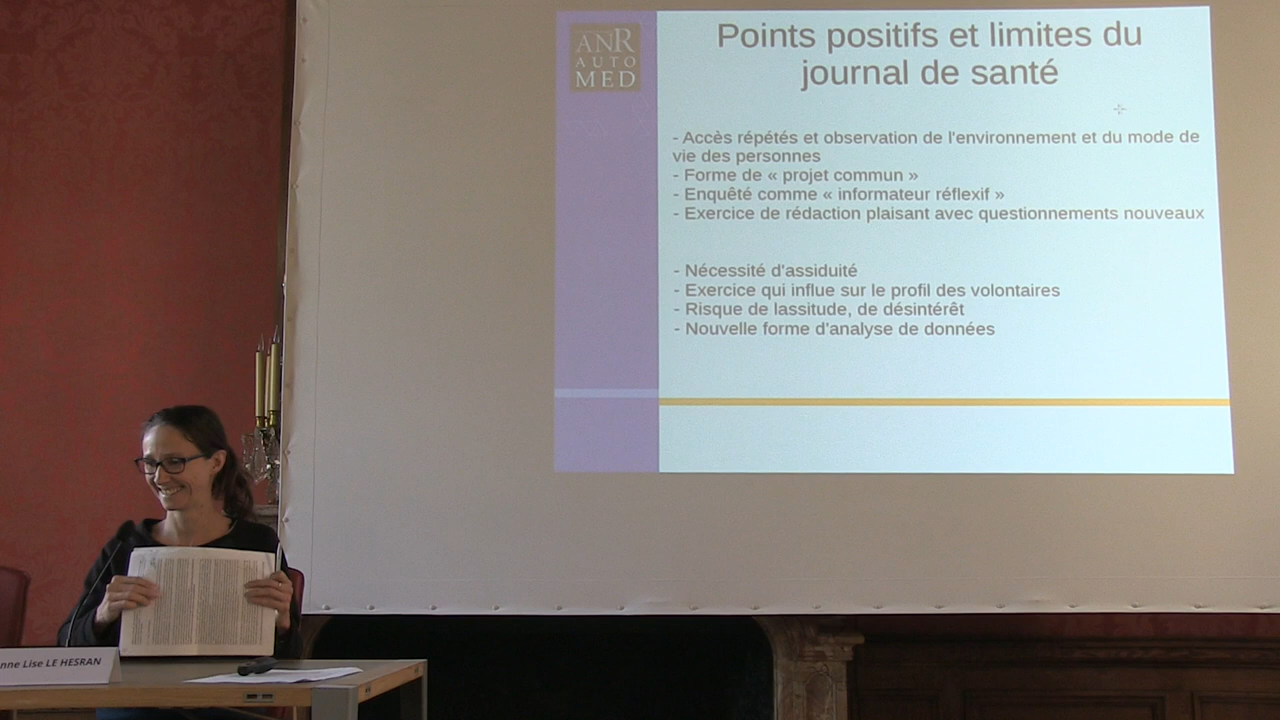 ANR
AUTO
MED
Points positifs et limites du
journal de santé
- Accès répétés et observation de l'environnement et du mode de
vie des personnes
- Forme de « projet commun »
- Enquêté comme « informateur réflexif »
- Exercice de rédaction plaisant avec questionnements nouveaux
- Nécessité d'assiduité
- Exercice qui influe sur le profil des volontaires
- Risque de lassitude, de désintérêt
- Nouvelle forme d'analyse de données
nne Lise LE HESRAN